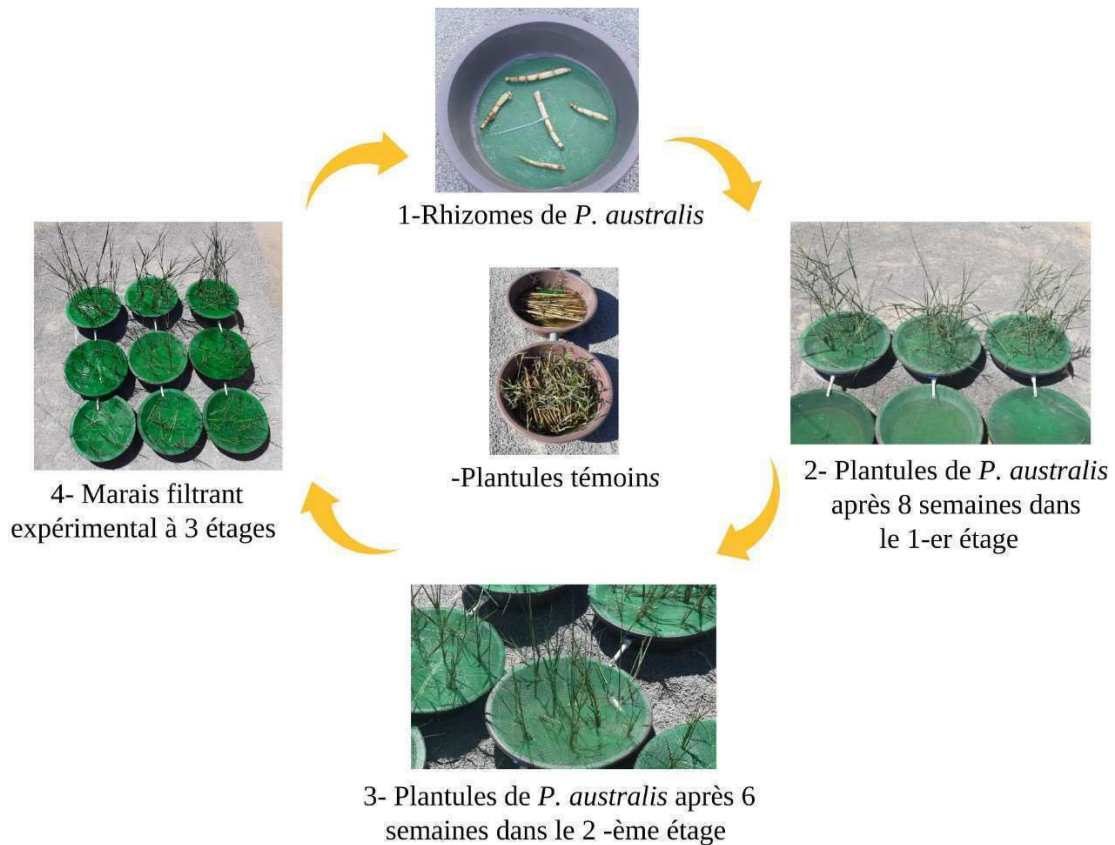 1-Rhizomes de P. australis
-Plantules témoins
2- Plantules de P. australis
après 8 semaines dans
le 1-er étage
3- Plantules de P. australis après 6
semaines dans le 2 -ème étage
4- Marais filtrant
expérimental à 3 étages